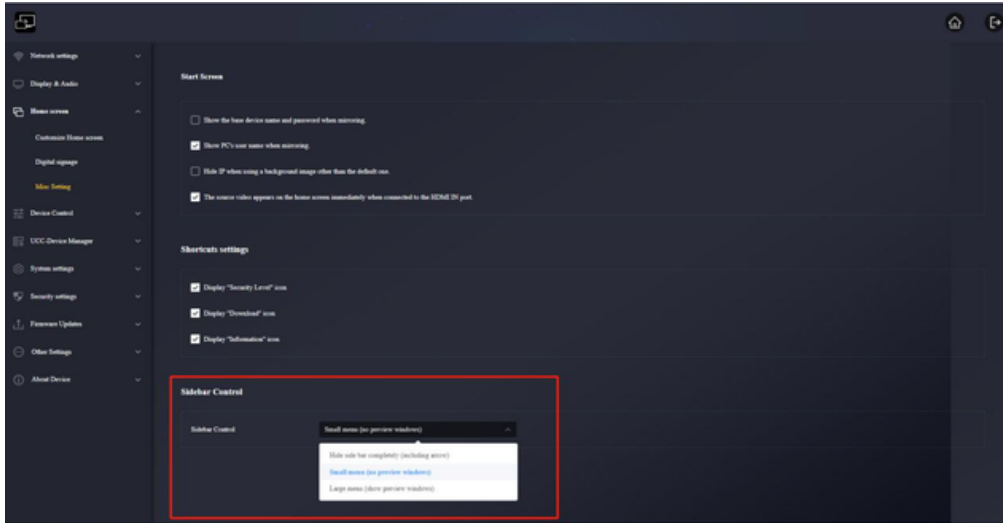 Network settings
Display & Audio
Home screen
Customize Home screen
Digital signage
Misc Setting
Device Control
UCC-Device Manager
System settings
Security settings
Firmware Updates
Other Settings
About Device
Start Screen
Show the base device name and password when mirroring.
Show PC's user name when mirroring.
Hide IP when using a background image other than the default one.
The source video appears on the home screen immediately when connected to the HDMI IN port.
Shortcuts settings
Display "Security Level" icon
Display "Download" icon
Display "Information" icon
Sidebar Control
Sidebar Control
Small menu (no preview windows)
Hide side bar completely (including arrow)
Small menu (no preview windows)
Large menu (show preview windows)